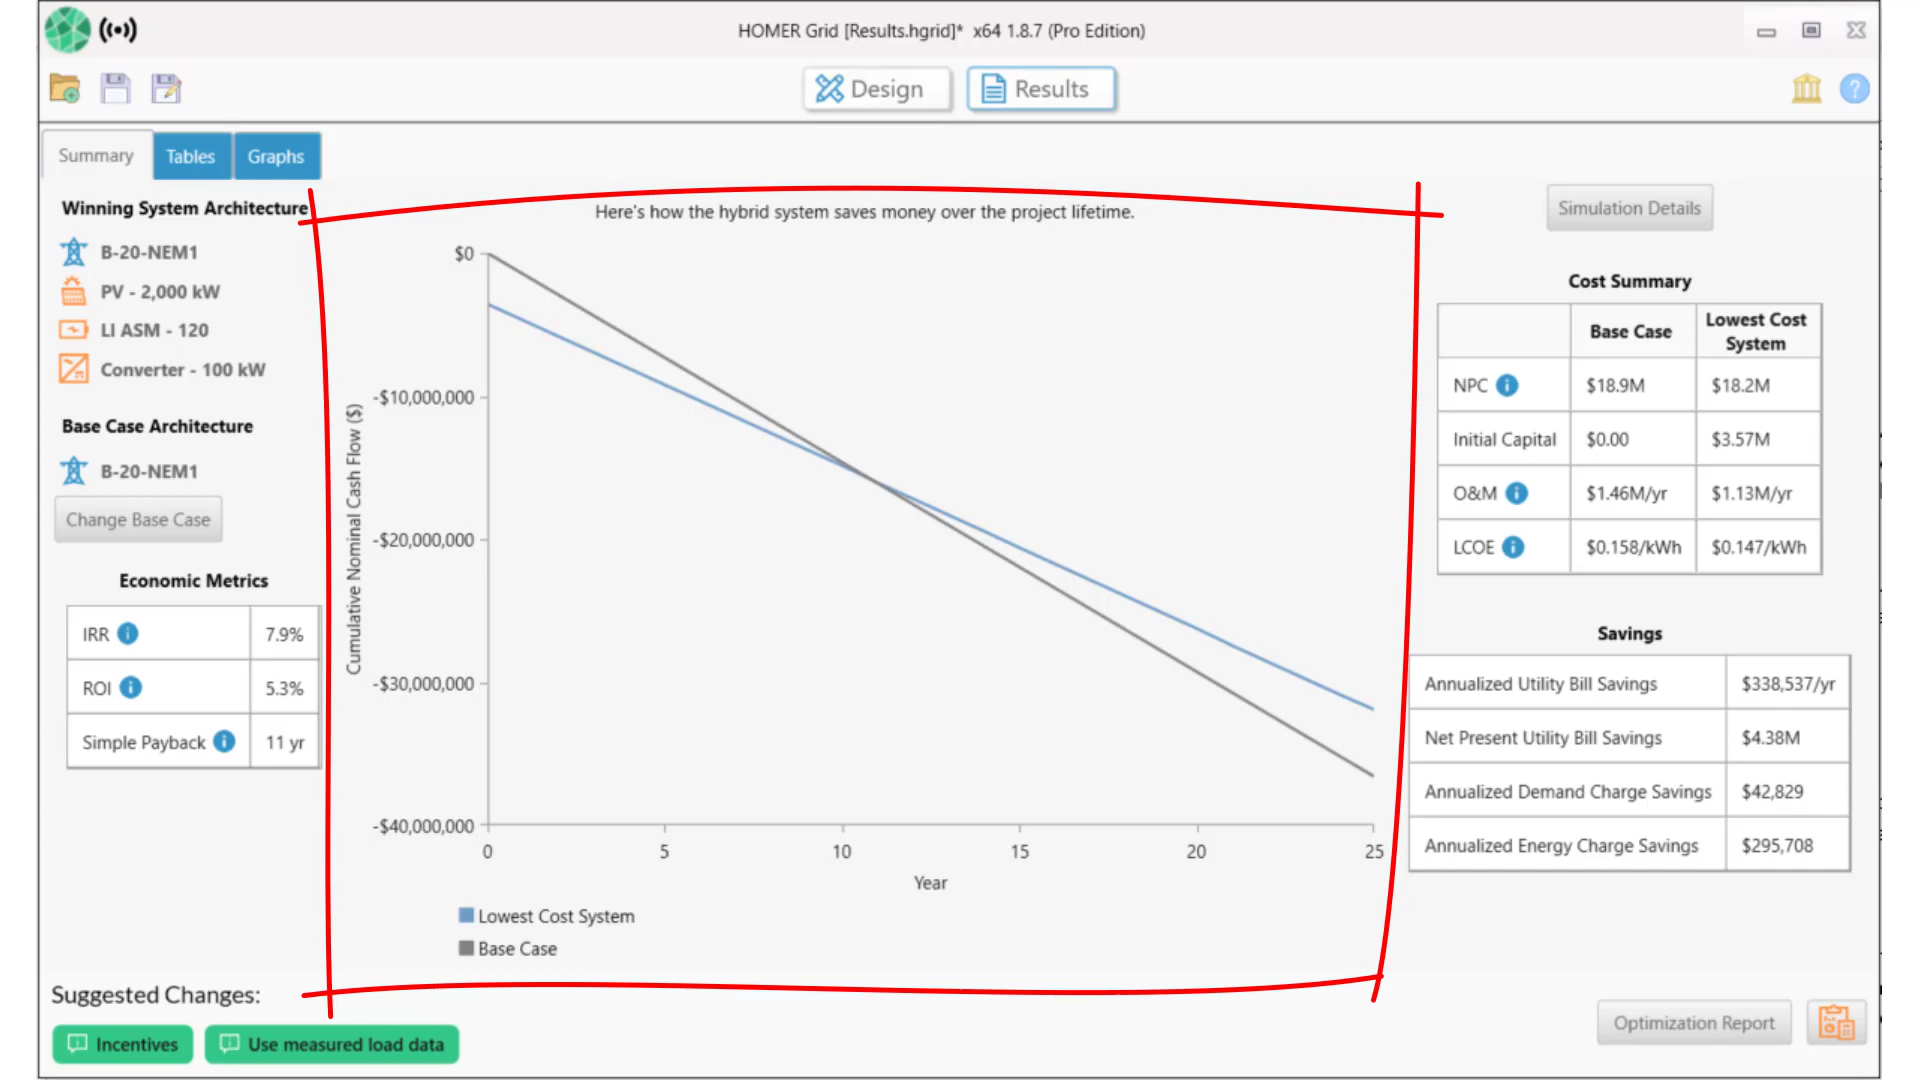 HOMER Grid [Results.hgrid]* x64 1.8.7 (Pro Edition)
Design
Results
?
Summary
Tables
Graphs
Winning System Architecture
B-20-NEM1
PV - 2,000 kW
LI ASM - 120
Converter - 100 kW
Base Case Architecture
B-20-NEM1
Change Base Case
Economic Metrics
IRR i 7.9%
ROI i 5.3%
Simple Payback i 11 yr
Here's how the hybrid system saves money over the project lifetime.
Cumulative Nominal Cash Flow ($)
$0
-$10,000,000
-$20,000,000
-$30,000,000
-$40,000,000
0 5 10 15 20 25
Year
Lowest Cost System
Base Case
Simulation Details
Cost Summary
Base Case Lowest Cost System
NPC i $18.9M $18.2M
Initial Capital $0.00 $3.57M
O&M i $1.46M/yr $1.13M/yr
LCOE i $0.158/kWh $0.147/kWh
Savings
Annualized Utility Bill Savings $338,537/yr
Net Present Utility Bill Savings $4.38M
Annualized Demand Charge Savings $42,829
Annualized Energy Charge Savings $295,708
Suggested Changes:
Incentives
Use measured load data
Optimization Report